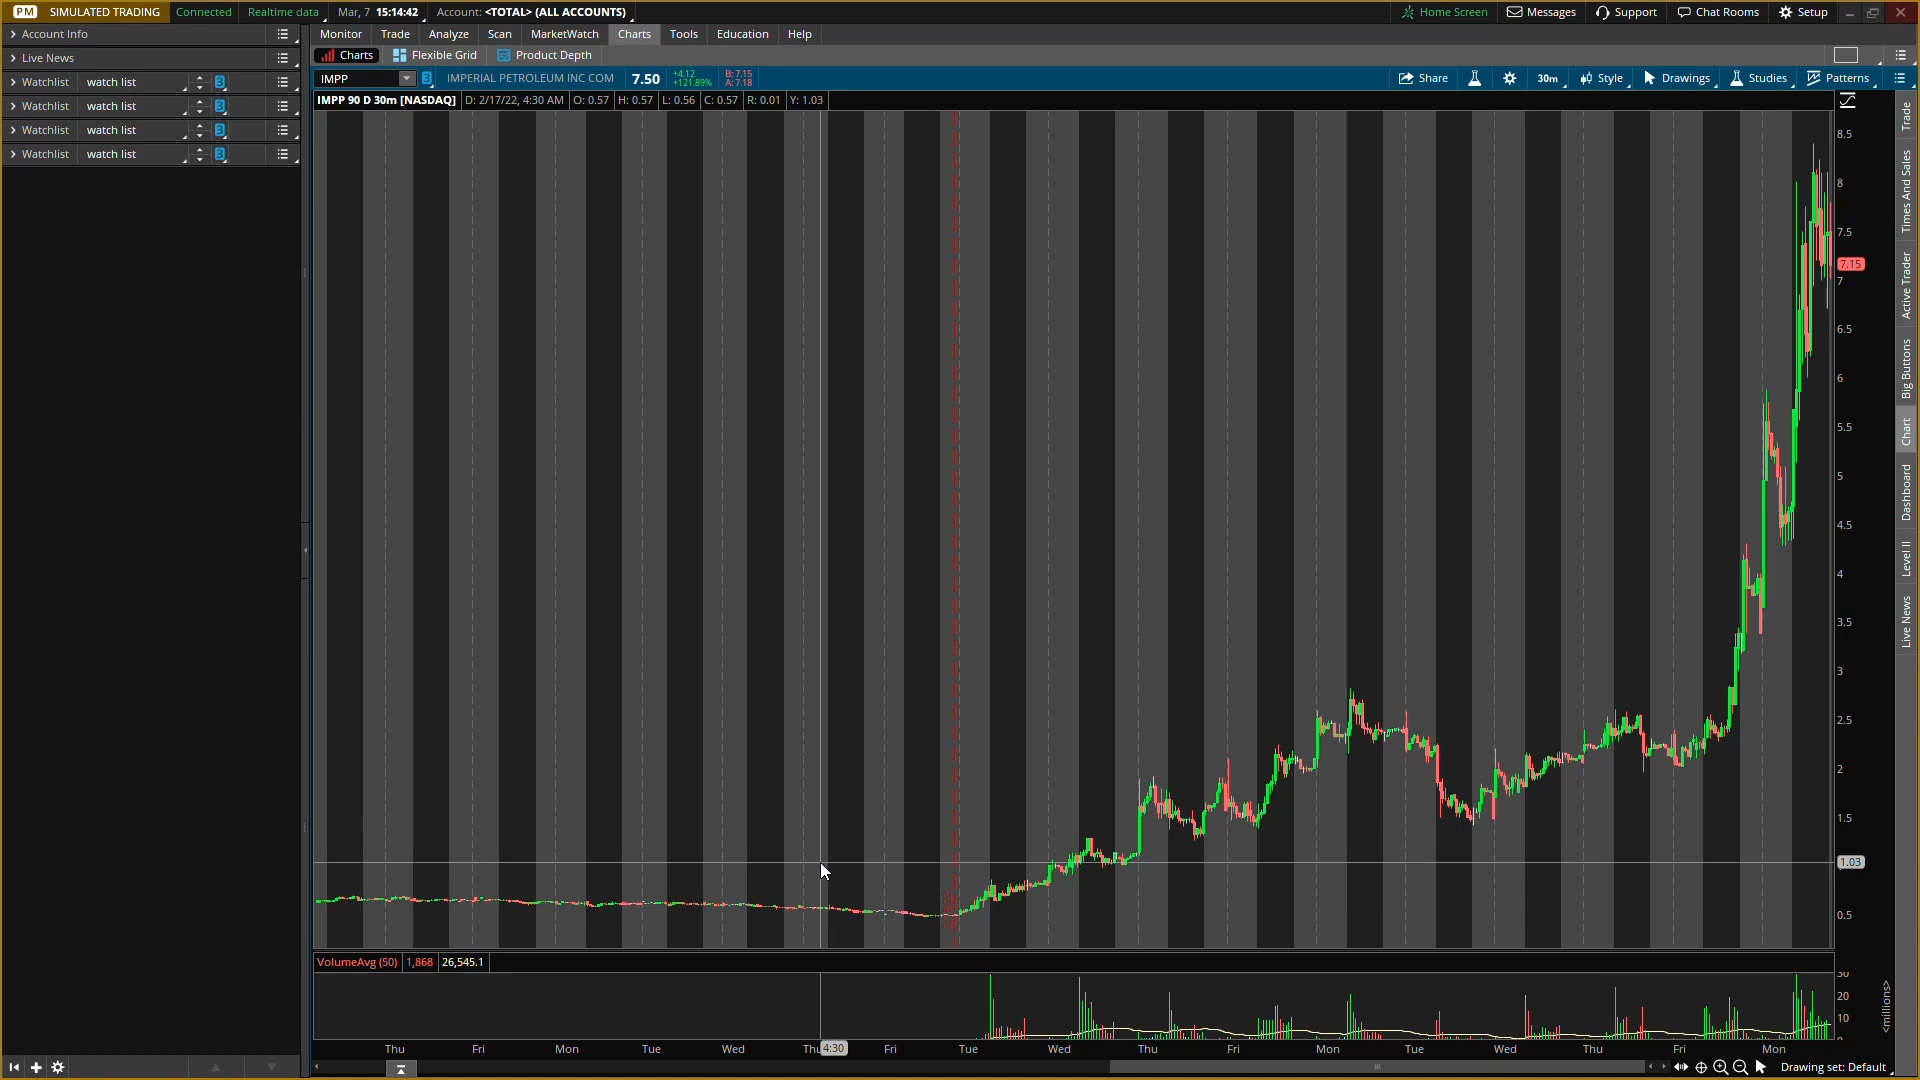 PM SIMULATED TRADING Connected Realtime data Mar, 7 15:14:42 Account: <TOTAL> (ALL ACCOUNTS) Home Screen Messages Support Chat Rooms Setup
Account Info
Live News
Watchlist watch list 3
Watchlist watch list 3
Watchlist watch list 3
Watchlist watch list 3
Monitor Trade Analyze Scan MarketWatch Charts Tools Education Help
Charts Flexible Grid Product Depth
IMPP 3 IMPERIAL PETROLEUM INC COM 7.50 +4.12 B: 7.15
+121.89% A: 7.18
Share 30m Style Drawings Studies Patterns
IMPP 90 D 30m [NASDAQ] D: 2/17/22, 4:30 AM O: 0.57 H: 0.57 L: 0.56 C: 0.57 R: 0.01 Y: 1.03
8.5
8
7.5
7.15
7
6.5
6
5.5
5
4.5
4
3.5
3
2.5
2
1.5
1.03
0.5
VolumeAvg (50) 1,868 26,545.1
30
20
10
<millions>
Thu Fri Mon Tue Wed Thu 4:30 Fri Tue Wed Thu Fri Mon Tue Wed Thu Fri Mon
Drawing set: Default
Trade
Times And Sales
Active Trader
Big Buttons
Chart
Dashboard
Level II
Live News